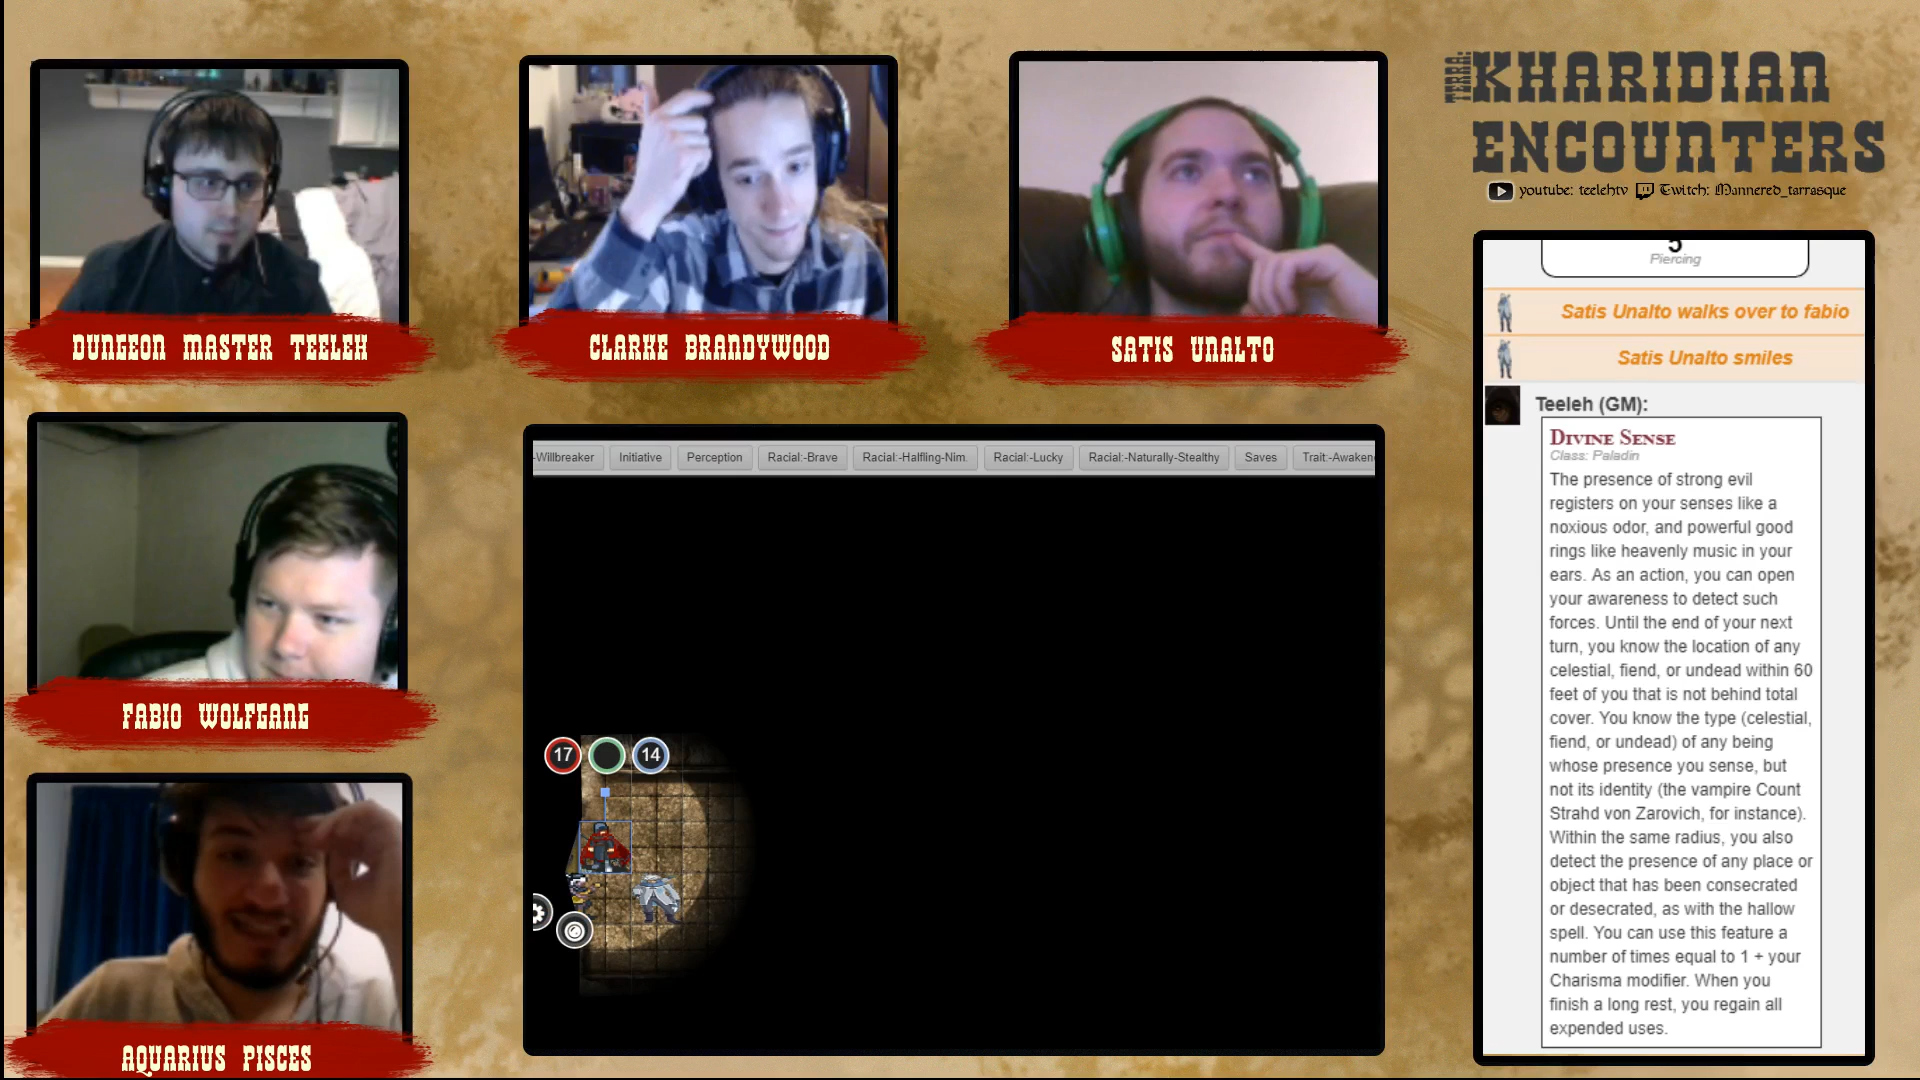 TERRA:
KHARIDIAN
ENCOUNTERS
youtube: teelehtv Twitch: Mannered_tarrasque
DUNGEON MASTER TEELEH
CLARKE BRANDYWOOD
SATIS UNALTO
FABIO WOLFGANG
AQUARIUS PISCES
-Willbreaker Initiative Perception Racial:-Brave Racial:-Halfling-Nim. Racial:-Lucky Racial:-Naturally-Stealthy Saves Trait:-Awaken
17 14
5
Piercing
Satis Unalto walks over to fabio
Satis Unalto smiles
Teeleh (GM):
DIVINE SENSE
Class: Paladin
The presence of strong evil
registers on your senses like a
noxious odor, and powerful good
rings like heavenly music in your
ears. As an action, you can open
your awareness to detect such
forces. Until the end of your next
turn, you know the location of any
celestial, fiend, or undead within 60
feet of you that is not behind total
cover. You know the type (celestial,
fiend, or undead) of any being
whose presence you sense, but
not its identity (the vampire Count
Strahd von Zarovich, for instance).
Within the same radius, you also
detect the presence of any place or
object that has been consecrated
or desecrated, as with the hallow
spell. You can use this feature a
number of times equal to 1 + your
Charisma modifier. When you
finish a long rest, you regain all
expended uses.